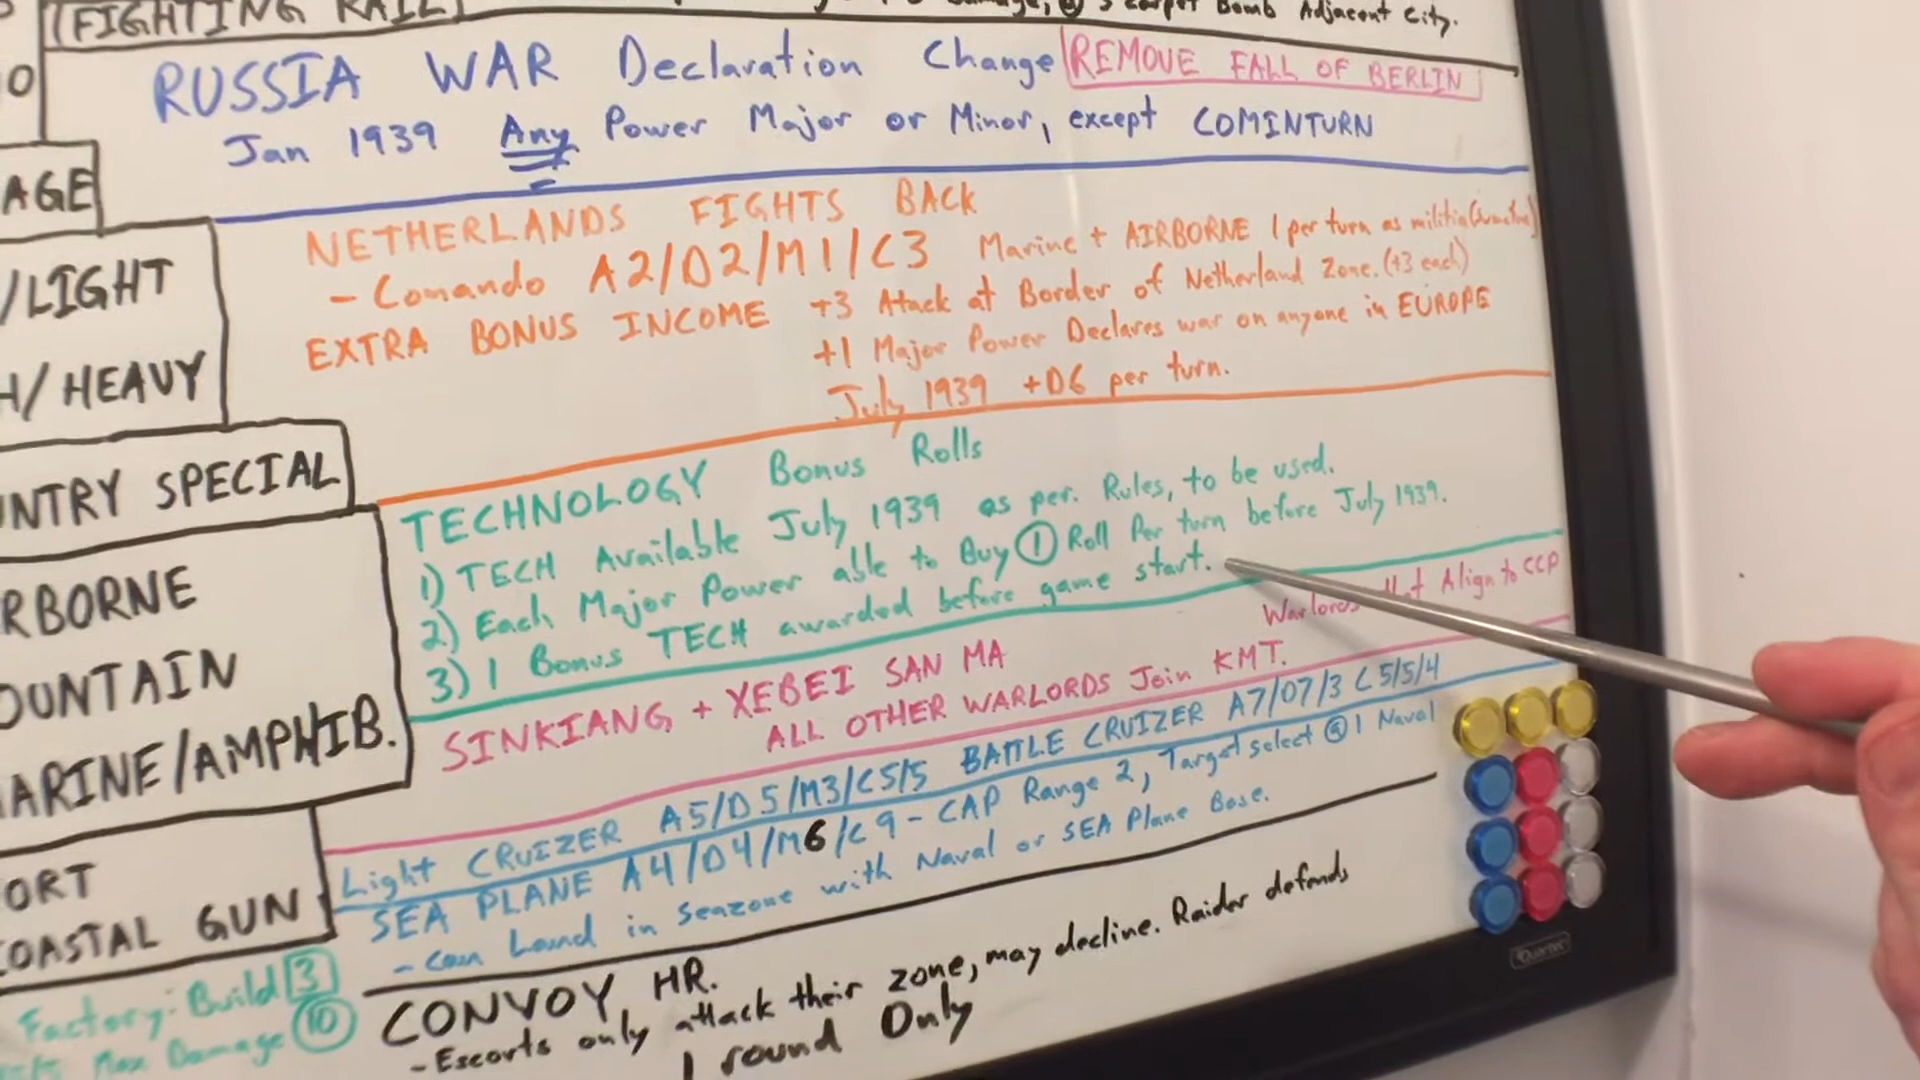 (FIGHTING RAIL)
Carpet Bomb Adjacent City.
RUSSIA WAR Declaration Change REMOVE FALL OF BERLIN
Jan 1939 Any Power Major or Minor, except COMINTURN
NETHERLANDS FIGHTS BACK
- Comando A2/D2/M1/C3 Marine + AIRBORNE 1 per turn as militia
EXTRA BONUS INCOME +3 Atack at Border of Netherland Zone. (+3 each)
+1 Major Power Declares war on anyone in EUROPE
July 1939 +D6 per turn.
TECHNOLOGY Bonus Rolls
1) TECH Available July 1939 as per. Rules, to be used.
2) Each Major Power able to Buy 1 Roll Per turn before July 1939.
3) 1 Bonus TECH awarded before game start.
Warlords Align to CCP
SINKIANG + XEBEI SAN MA
ALL OTHER WARLORDS Join KMT.
Light CRUIZER A5/D5/M3/C5/5 BATTLE CRUIZER A7/D7/3 C5/5/4
SEA PLANE A4/D4/M6/C9 - CAP Range 2, Target select @ 1 Naval
- Can Land in Seazone with Naval or SEA Plane Base.
CONVOY HR.
- Escorts only attack their zone, may decline. Raider defends
1 round Only
AGE
/LIGHT
H/HEAVY
UNTRY SPECIAL
RBORNE
OUNTAIN
ARINE/AMPHIB.
ORT
COASTAL GUN
Factory: Build 3
Max Damage 10
Quartet